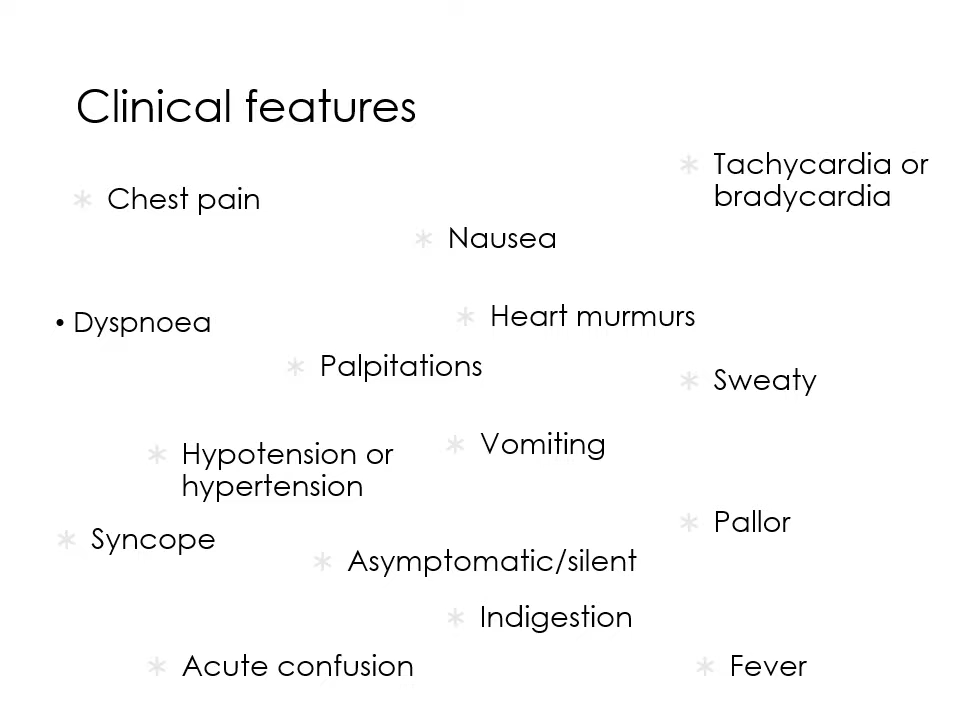 Clinical features
Tachycardia or
bradycardia
Chest pain
Nausea
Heart murmurs
• Dyspnoea
Palpitations
Sweaty
Vomiting
Hypotension or
hypertension
Pallor
Syncope
Asymptomatic/silent
Indigestion
Acute confusion
Fever